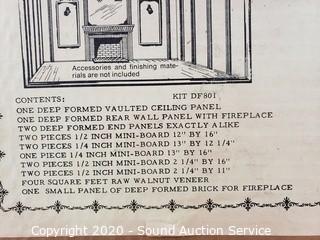 Accessories and finishing mate-
rials are not included
CONTENTS: KIT DF801
ONE DEEP FORMED VAULTED CEILING PANEL
ONE DEEP FORMED REAR WALL PANEL WITH FIREPLACE
TWO DEEP FORMED END PANELS EXACTLY ALIKE
TWO PIECES 1/2 INCH MINI-BOARD 12" BY 16"
TWO PIECES 1/4 INCH MINI-BOARD 13" BY 12 1/4"
ONE PIECE 1/4 INCH MINI-BOARD 13" BY 16"
TWO PIECES 1/2 INCH MINI-BOARD 2 1/4" BY 16"
TWO PIECES 1/2 INCH MINI-BOARD 2 1/4" BY 11"
FOUR SQUARE FEET RAW WALNUT VENEER
ONE SMALL PANEL OF DEEP FORMED BRICK FOR FIREPLACE
Copyright 2020 - Sound Auction Service